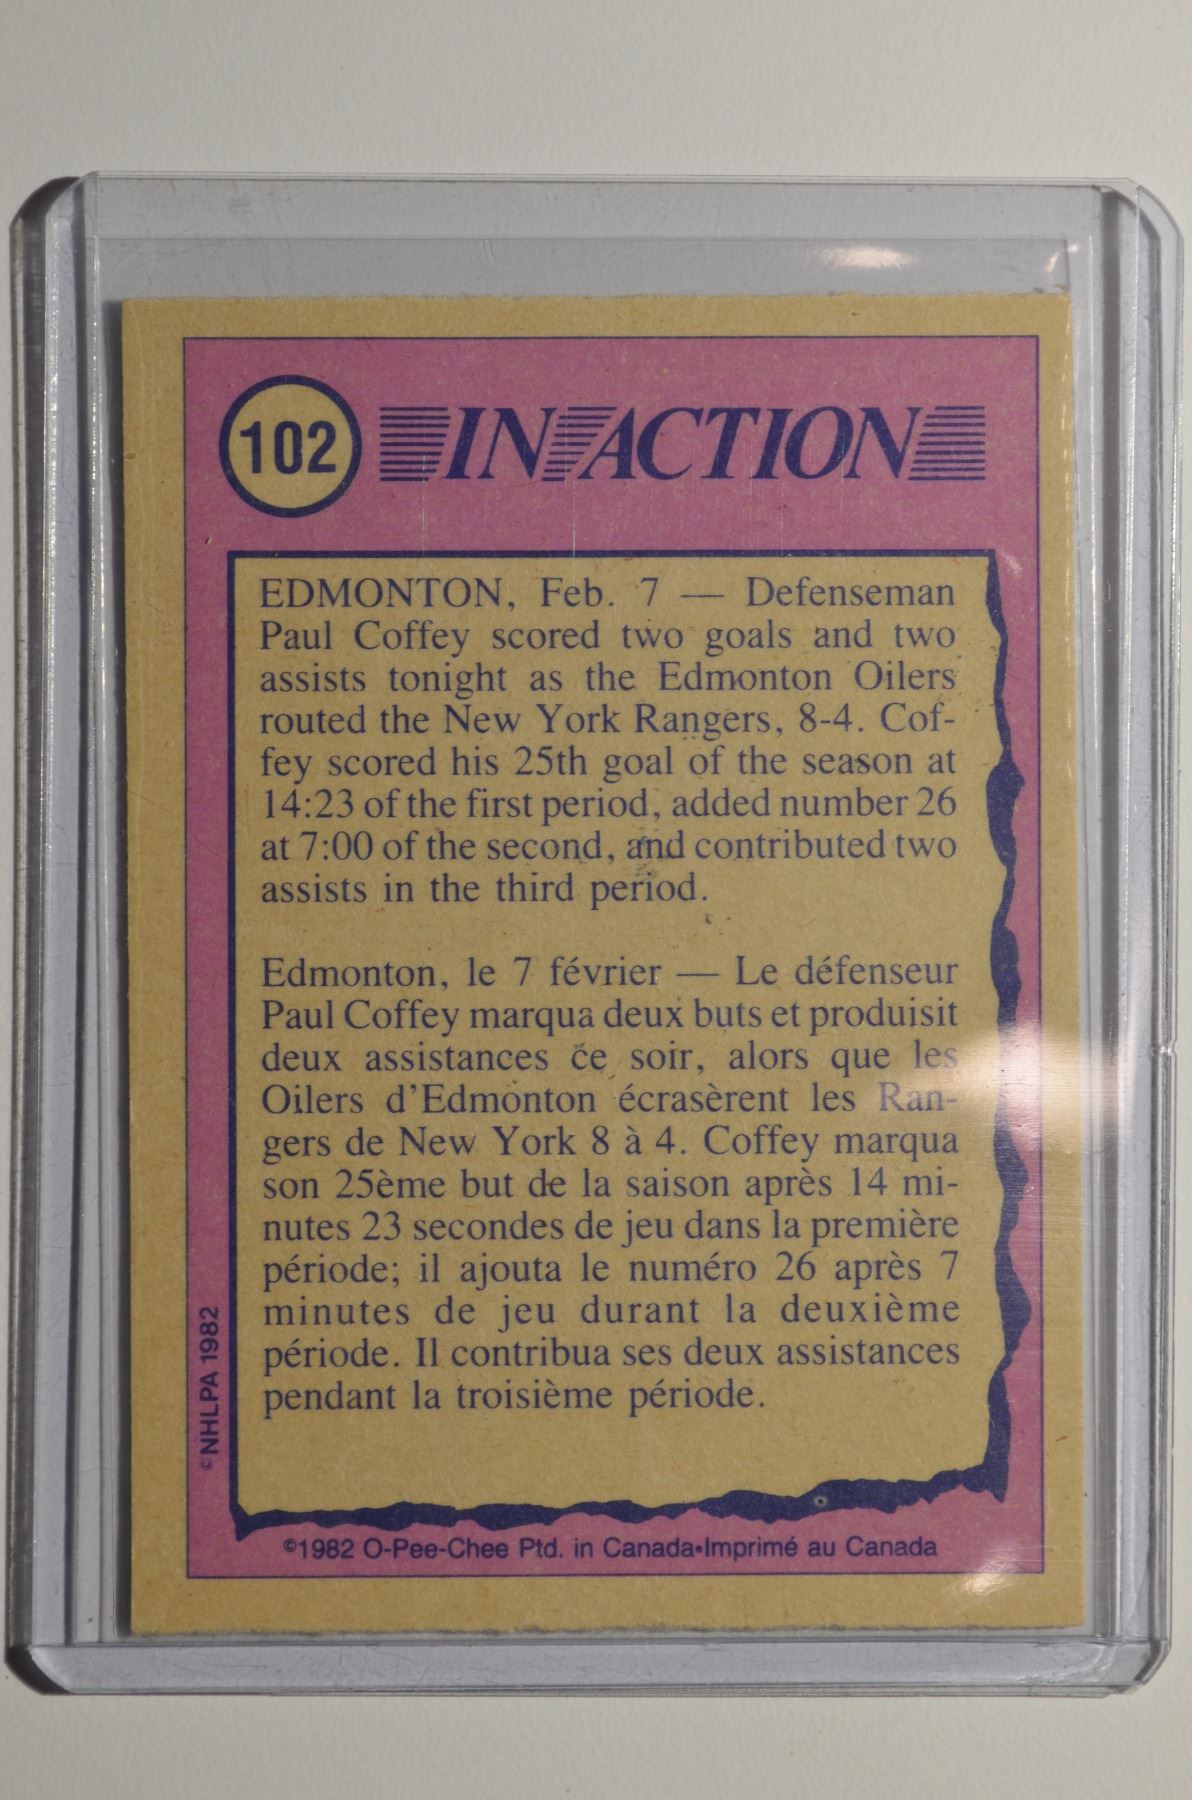 102
IN ACTION
EDMONTON, Feb. 7 — Defenseman
Paul Coffey scored two goals and two
assists tonight as the Edmonton Oilers
routed the New York Rangers, 8-4. Cof-
fey scored his 25th goal of the season at
14:23 of the first period, added number 26
at 7:00 of the second, and contributed two
assists in the third period.
Edmonton, le 7 février — Le défenseur
Paul Coffey marqua deux buts et produisit
deux assistances ce soir, alors que les
Oilers d'Edmonton écrasèrent les Ran-
gers de New York 8 à 4. Coffey marqua
son 25ème but de la saison après 14 mi-
nutes 23 secondes de jeu dans la première
période; il ajouta le numéro 26 après 7
minutes de jeu durant la deuxième
période. Il contribua ses deux assistances
pendant la troisième période.
©NHLPA 1982
©1982 O-Pee-Chee Ptd. in Canada•Imprimé au Canada